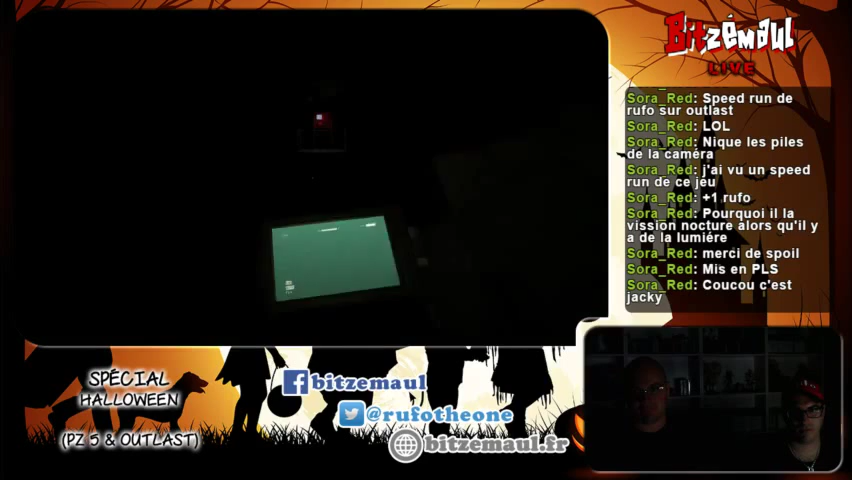 Bitzémaul
LIVE
Sora_Red: Speed run de
rufo sur outlast
Sora_Red: LOL
Sora_Red: Nique les piles
de la caméra
Sora_Red: j'ai vu un speed
run de ce jeu
Sora_Red: +1 rufo
Sora_Red: Pourquoi il la
vission nocture alors qu'il y
a de la lumiére
Sora_Red: merci de spoil
Sora_Red: Mis en PLS
Sora_Red: Coucou c'est
jacky
SPÉCIAL
HALLOWEEN
(PZ 5 & OUTLAST)
bitzemaul
@rufotheone
bitzemaul.fr